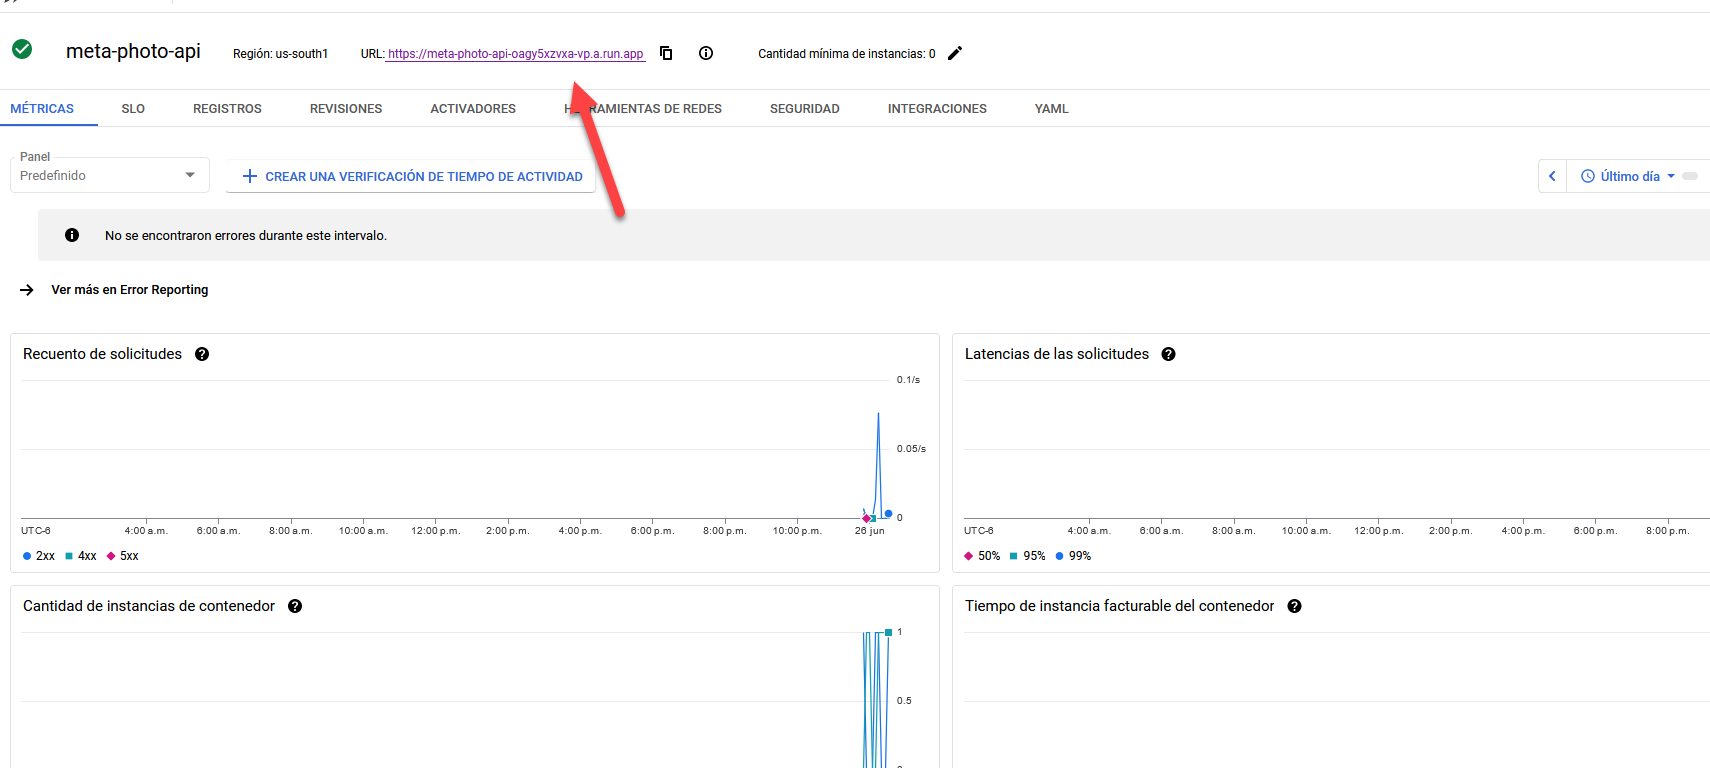 meta-photo-api
Región: us-south1
URL: https://meta-photo-api-oagy5xzvxa-vp.a.run.app
Cantidad mínima de instancias: 0
MÉTRICAS SLO REGISTROS REVISIONES ACTIVADORES RAMIENTAS DE REDES SEGURIDAD INTEGRACIONES YAML
Panel
Predefinido
CREAR UNA VERIFICACIÓN DE TIEMPO DE ACTIVIDAD
Último día
No se encontraron errores durante este intervalo.
Ver más en Error Reporting
Recuento de solicitudes
0.1/s
0.05/s
0
UTC-6 4:00 a.m. 6:00 a.m. 8:00 a.m. 10:00 a.m. 12:00 p.m. 2:00 p.m. 4:00 p.m. 6:00 p.m. 8:00 p.m. 10:00 p.m. 26 jun
2xx 4xx 5xx
Latencias de las solicitudes
UTC-6 4:00 a.m. 6:00 a.m. 8:00 a.m. 10:00 a.m. 12:00 p.m. 2:00 p.m. 4:00 p.m. 6:00 p.m. 8:00 p.m.
50% 95% 99%
Cantidad de instancias de contenedor
1
0.5
Tiempo de instancia facturable del contenedor